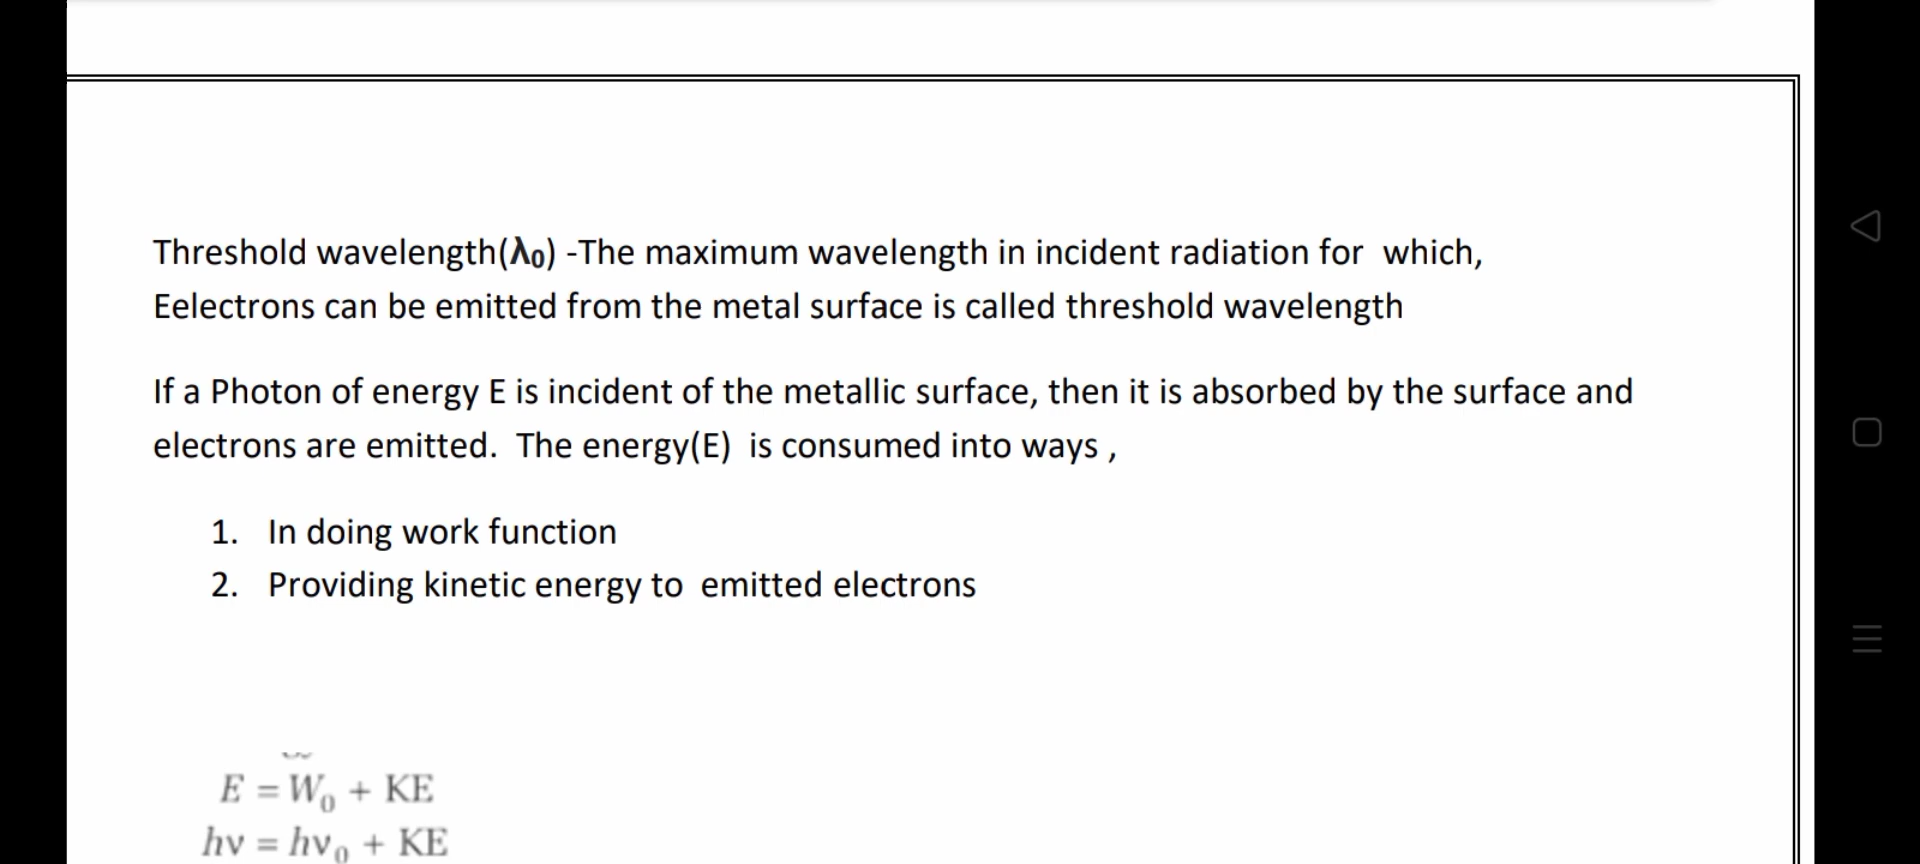 Threshold wavelength(λ₀) -The maximum wavelength in incident radiation for which,
Eelectrons can be emitted from the metal surface is called threshold wavelength
If a Photon of energy E is incident of the metallic surface, then it is absorbed by the surface and
electrons are emitted. The energy(E) is consumed into ways ,
1. In doing work function
2. Providing kinetic energy to emitted electrons
E = W₀ + KE
hν = hν₀ + KE